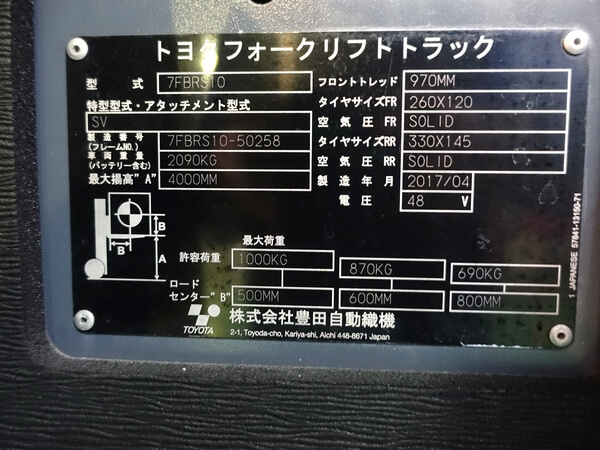 トヨタフォークリフトトラック
型 式 7FBRS10
特型型式・アタッチメント型式
SV
製造番号 (フレームNO.) 7FBRS10-50258
車両重量 (バッテリー含む) 2090KG
最大揚高"A" 4000MM
フロントトレッド 970MM
タイヤサイズFR 260X120
空気圧 FR SOLID
タイヤサイズRR 330X145
空気圧 RR SOLID
製造年月 2017/04
電圧 48 V
B
B A
最大荷重
許容荷重 1000KG 870KG 690KG
ロード
センター"B" 500MM 600MM 800MM
TOYOTA
株式会社豊田自動織機
2-1, Toyoda-cho, Kariya-shi, Aichi 448-8671 Japan
1 JAPANESE 57841-13150-71